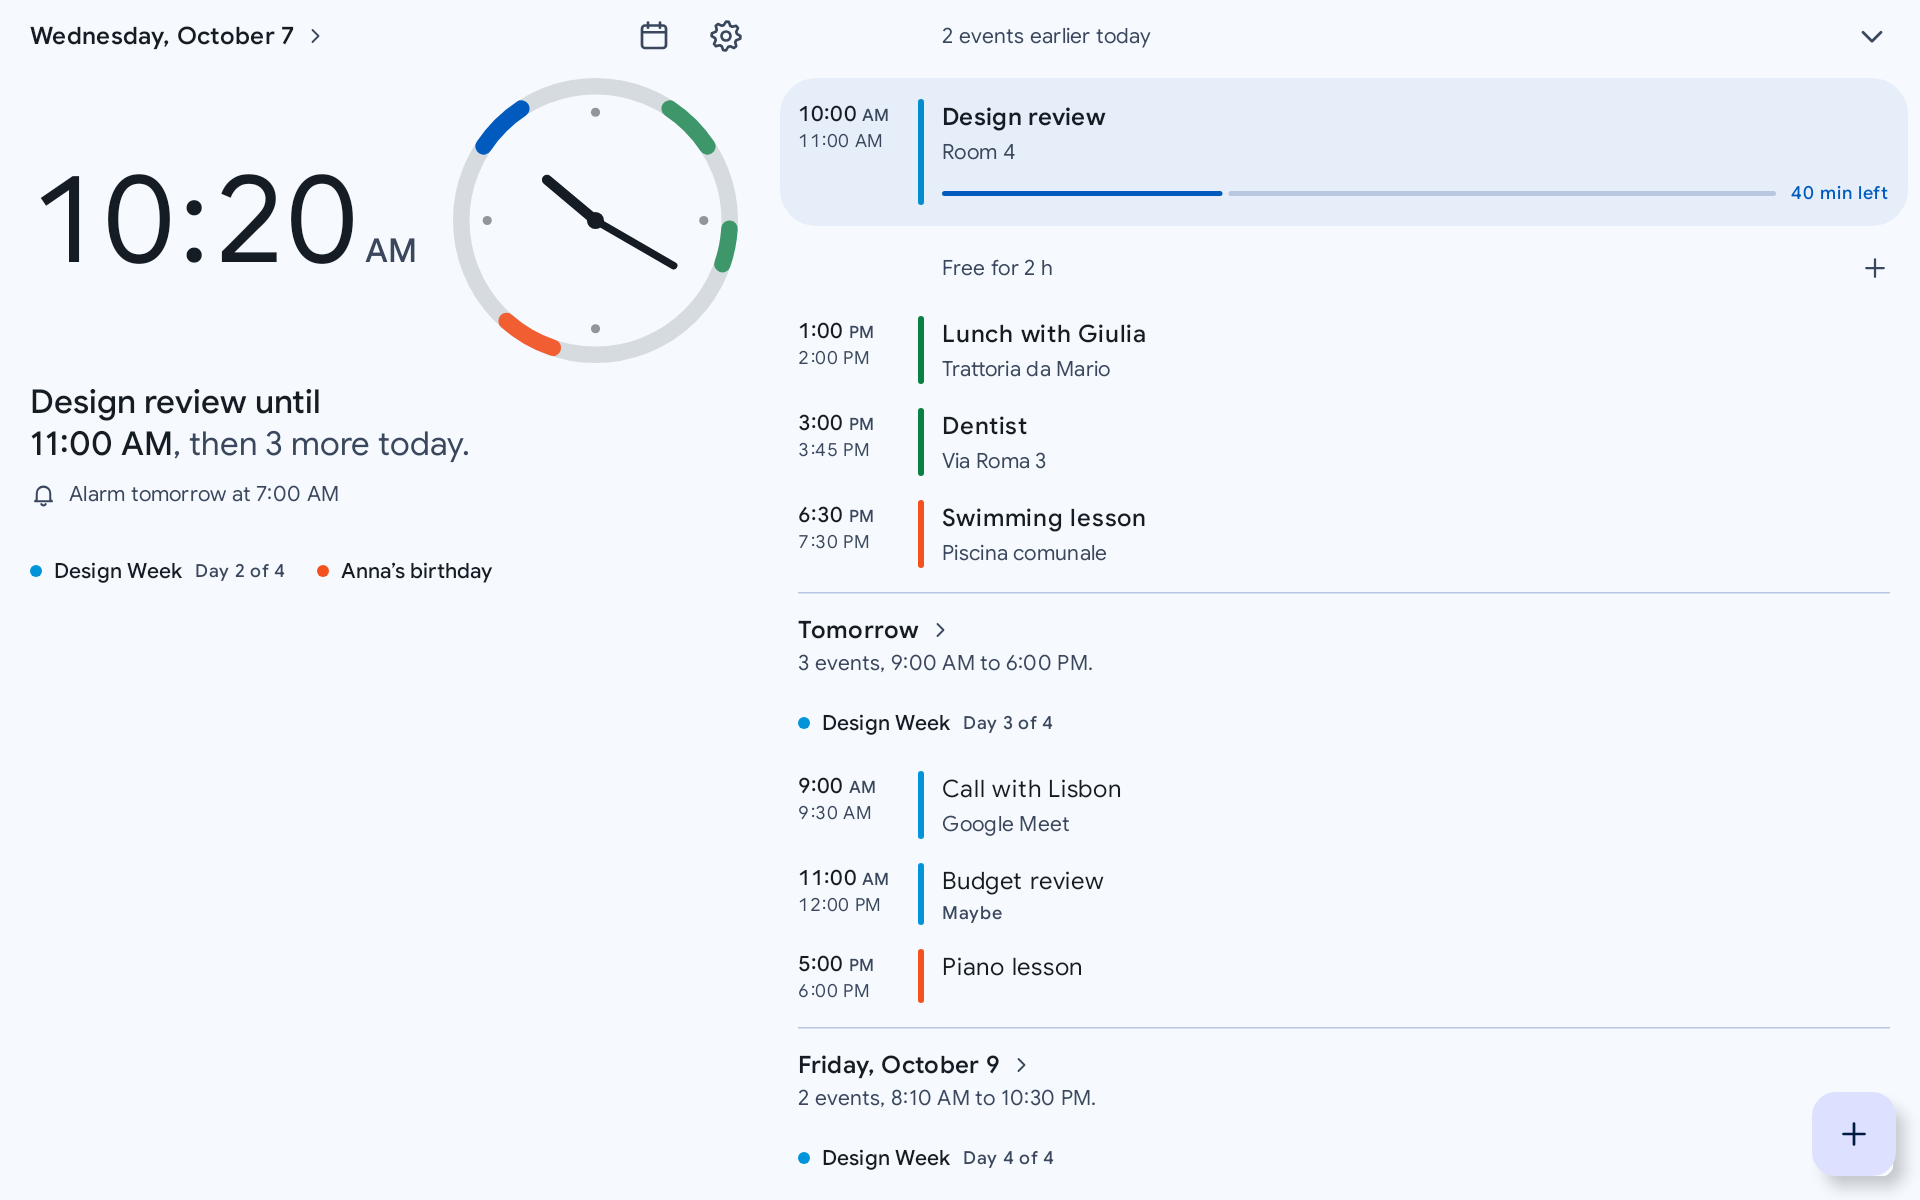 Wednesday, October 7
10:20 AM
Design review until
11:00 AM, then 3 more today.
Alarm tomorrow at 7:00 AM
Design Week Day 2 of 4
Anna’s birthday
2 events earlier today
10:00 AM
11:00 AM
Design review
Room 4
40 min left
Free for 2 h
1:00 PM
2:00 PM
Lunch with Giulia
Trattoria da Mario
3:00 PM
3:45 PM
Dentist
Via Roma 3
6:30 PM
7:30 PM
Swimming lesson
Piscina comunale
Tomorrow
3 events, 9:00 AM to 6:00 PM.
Design Week Day 3 of 4
9:00 AM
9:30 AM
Call with Lisbon
Google Meet
11:00 AM
12:00 PM
Budget review
Maybe
5:00 PM
6:00 PM
Piano lesson
Friday, October 9
2 events, 8:10 AM to 10:30 PM.
Design Week Day 4 of 4